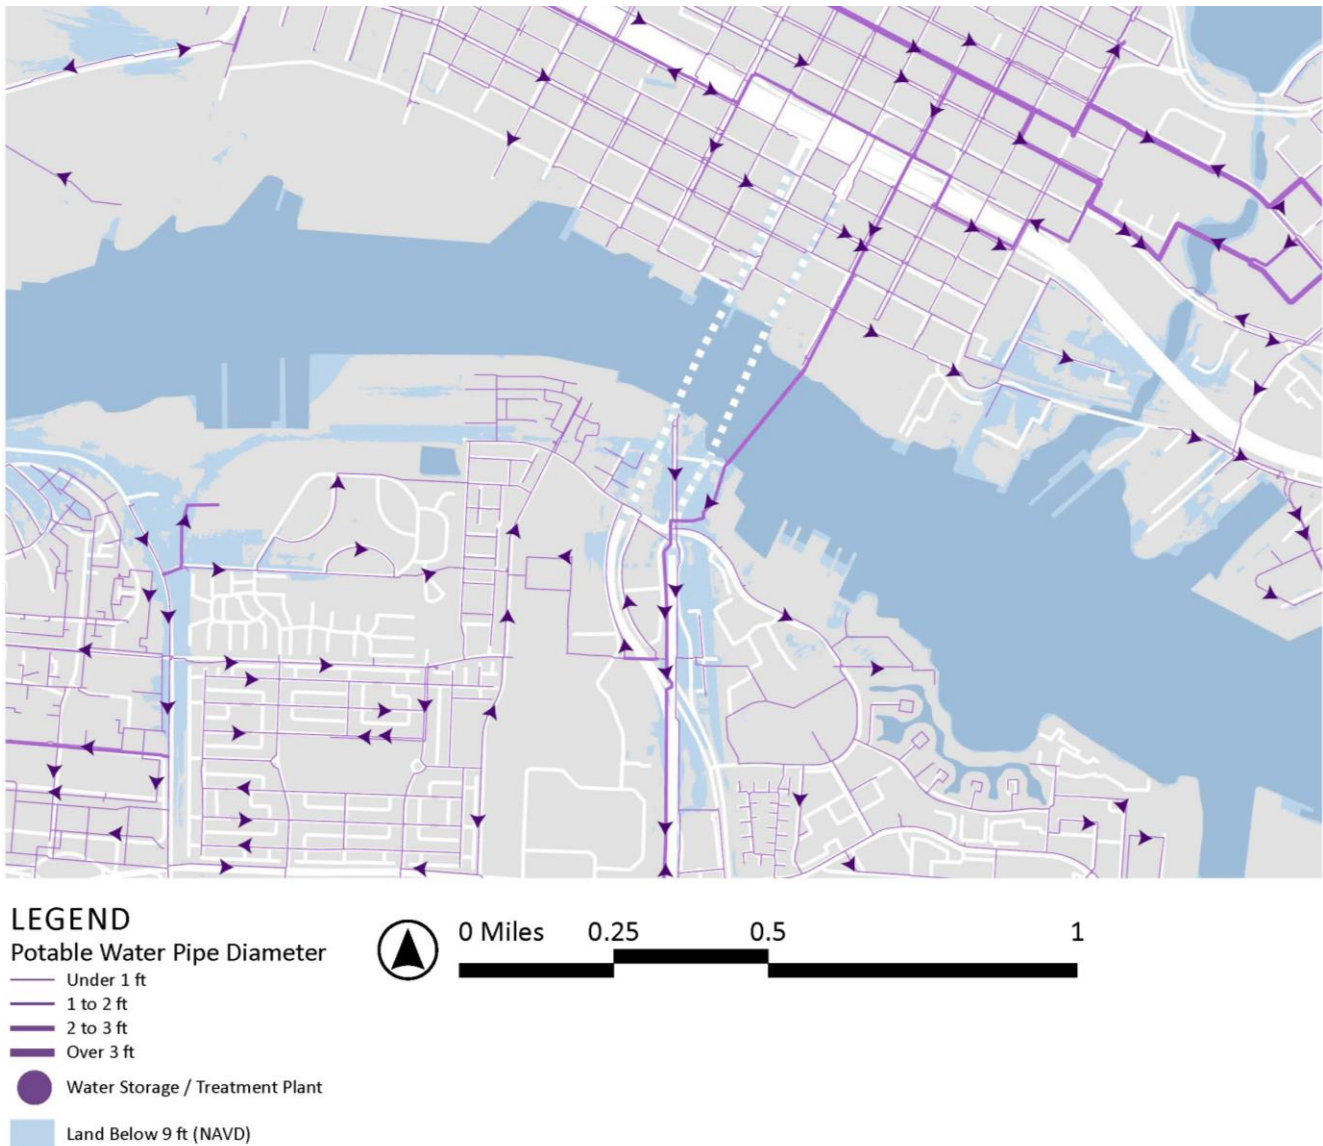 LEGEND
Potable Water Pipe Diameter
Under 1 ft
1 to 2 ft
2 to 3 ft
Over 3 ft
Water Storage / Treatment Plant
Land Below 9 ft (NAVD)
0 Miles 0.25 0.5 1